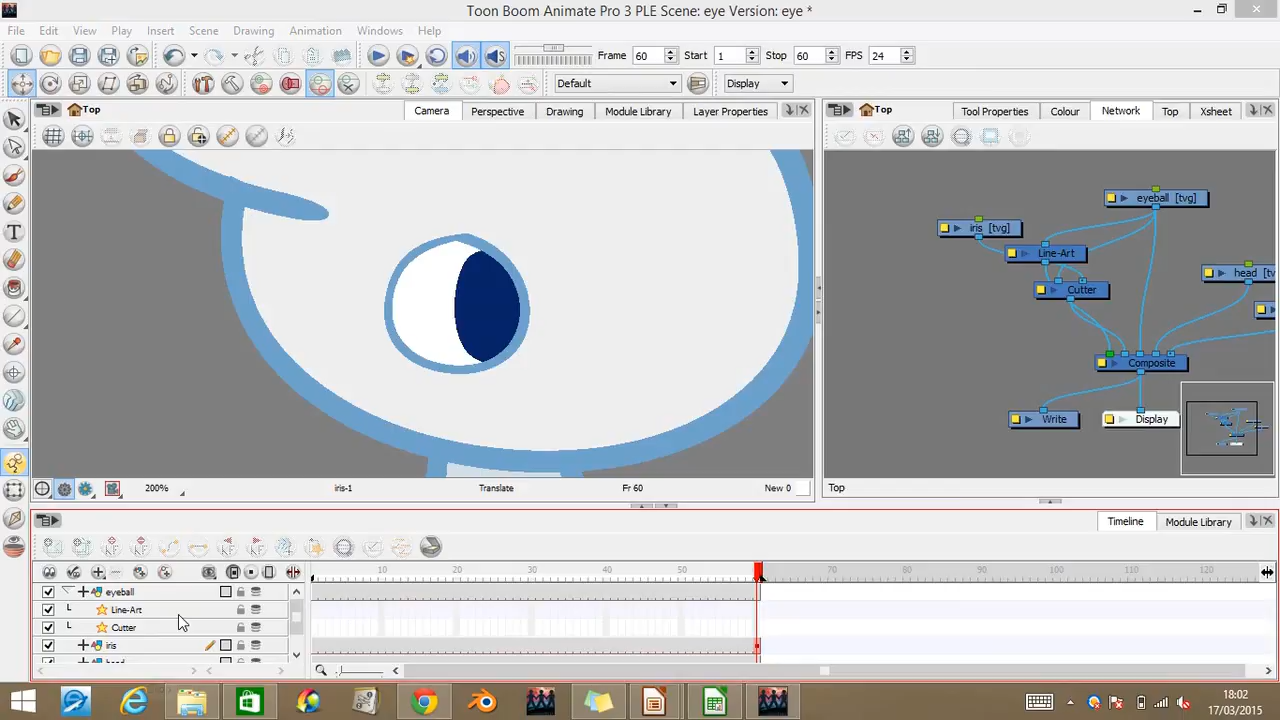 Toon Boom Animate Pro 3 PLE Scene: eye Version: eye *
File Edit View Play Insert Scene Drawing Animation Windows Help
Frame 60 Start 1 Stop 60 FPS 24
Default Display
Top Camera Perspective Drawing Module Library Layer Properties
Top Tool Properties Colour Network Top Xsheet
eyeball [tvg]
iris [tvg]
Line-Art
head [tv
Cutter
Composite
Write Display
200% iris-1 Translate Fr 60 New 0
Top
Timeline Module Library
10 20 30 40 50 70 80 90 100 110 120
eyeball
Line-Art
Cutter
iris
head
18:02
17/03/2015